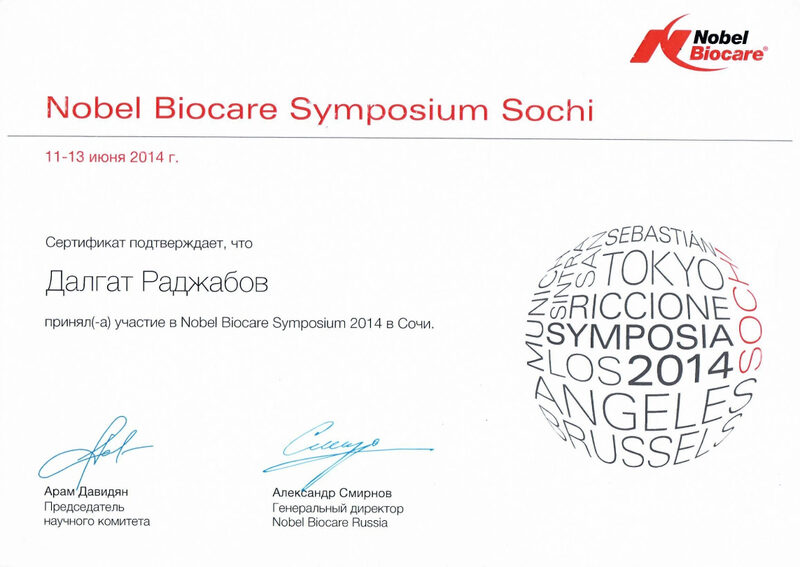 Nobel
Biocare®
Nobel Biocare Symposium Sochi
11-13 июня 2014 г.
Сертификат подтверждает, что
Далгат Раджабов
принял(-а) участие в Nobel Biocare Symposium 2014 в Сочи.
MUNICH
SINTRA
SAN
SEBASTIÁN
TOKYO
RICCIONE
SYMPOSIA
SOCHI
LOS 2014
ANGELES
BRUSSELS
Арам Давидян
Председатель
научного комитета
Александр Смирнов
Генеральный директор
Nobel Biocare Russia